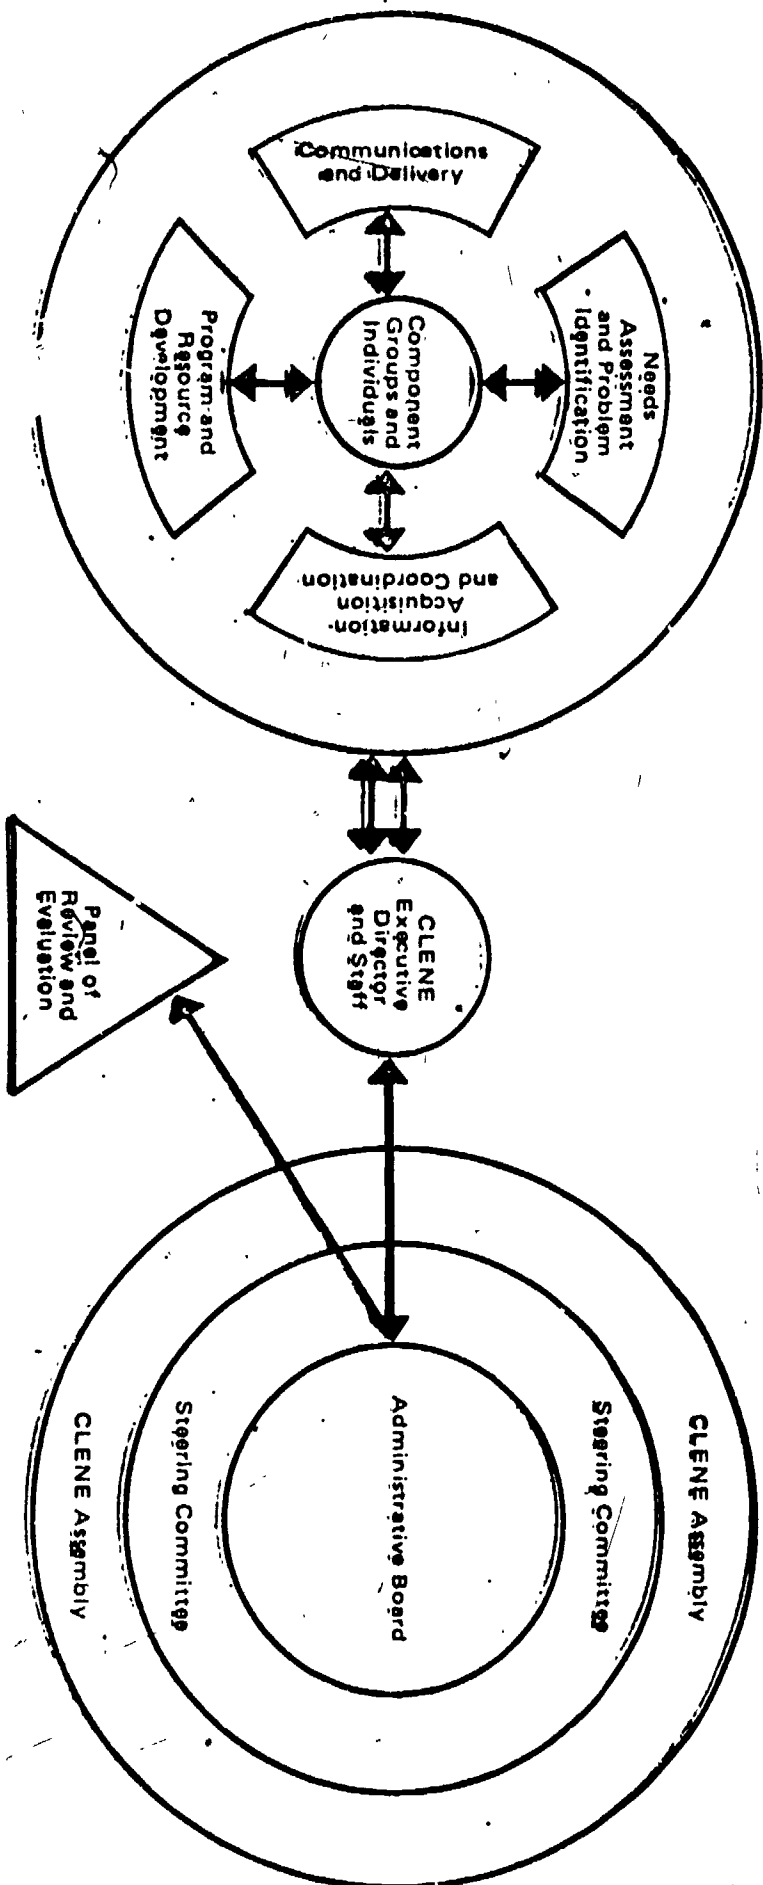 Communications
and Delivery
Needs
Assessment
and Problem
Identification
Component
Groups and
Individuals
Program and
Resource
Development
Information
Acquisition
and Coordination
CLENE
Executive
Director
and Staff
Panel of
Review and
Evaluation
CLENE Assembly
Steering Committee
Administrative Board
Steering Committee
CLENE Assembly